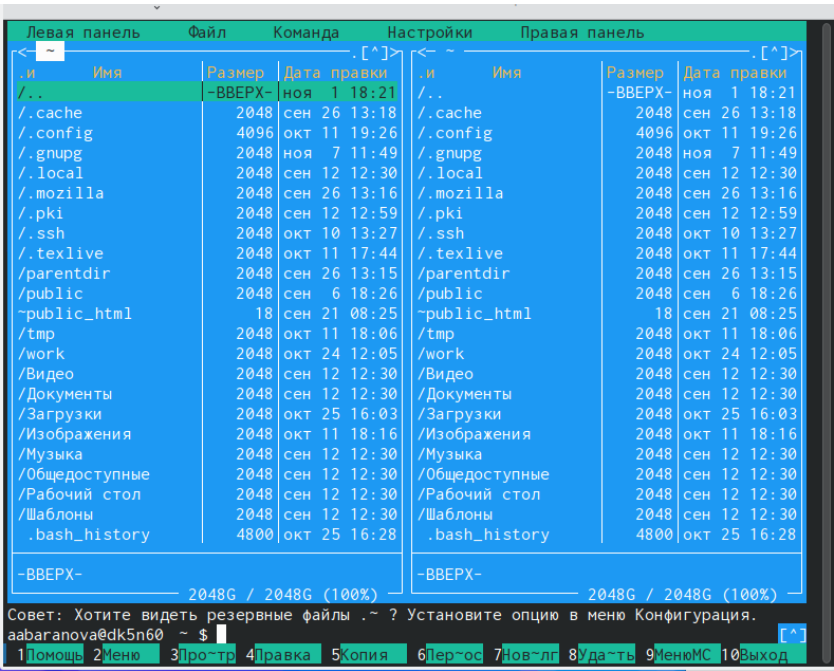 Левая панель Файл Команда Настройки Правая панель
┌<─ ~ ──.[^]>┐┌<─ ~ ──.[^]>┐
.и Имя Размер Дата правки .и Имя Размер Дата правки
/.. -ВВЕРХ- ноя 1 18:21 /.. -ВВЕРХ- ноя 1 18:21
/.cache 2048 сен 26 13:18 /.cache 2048 сен 26 13:18
/.config 4096 окт 11 19:26 /.config 4096 окт 11 19:26
/.gnupg 2048 ноя 7 11:49 /.gnupg 2048 ноя 7 11:49
/.local 2048 сен 12 12:30 /.local 2048 сен 12 12:30
/.mozilla 2048 сен 26 13:16 /.mozilla 2048 сен 26 13:16
/.pki 2048 сен 12 12:59 /.pki 2048 сен 12 12:59
/.ssh 2048 окт 10 13:27 /.ssh 2048 окт 10 13:27
/.texlive 2048 окт 11 17:44 /.texlive 2048 окт 11 17:44
/parentdir 2048 сен 26 13:15 /parentdir 2048 сен 26 13:15
/public 2048 сен 6 18:26 /public 2048 сен 6 18:26
~public_html 18 сен 21 08:25 ~public_html 18 сен 21 08:25
/tmp 2048 окт 11 18:06 /tmp 2048 окт 11 18:06
/work 2048 окт 24 12:05 /work 2048 окт 24 12:05
/Видео 2048 сен 12 12:30 /Видео 2048 сен 12 12:30
/Документы 2048 сен 12 12:30 /Документы 2048 сен 12 12:30
/Загрузки 2048 окт 25 16:03 /Загрузки 2048 окт 25 16:03
/Изображения 2048 окт 11 18:16 /Изображения 2048 окт 11 18:16
/Музыка 2048 сен 12 12:30 /Музыка 2048 сен 12 12:30
/Общедоступные 2048 сен 12 12:30 /Общедоступные 2048 сен 12 12:30
/Рабочий стол 2048 сен 12 12:30 /Рабочий стол 2048 сен 12 12:30
/Шаблоны 2048 сен 12 12:30 /Шаблоны 2048 сен 12 12:30
.bash_history 4800 окт 25 16:28 .bash_history 4800 окт 25 16:28
-ВВЕРХ- -ВВЕРХ-
2048G / 2048G (100%) 2048G / 2048G (100%)
Совет: Хотите видеть резервные файлы .~ ? Установите опцию в меню Конфигурация.
aabaranova@dk5n60 ~ $ [^]
1Помощь 2Меню 3Про~тр 4Правка 5Копия 6Пер~ос 7Нов~лг 8Уда~ть 9МенюMC 10Выход